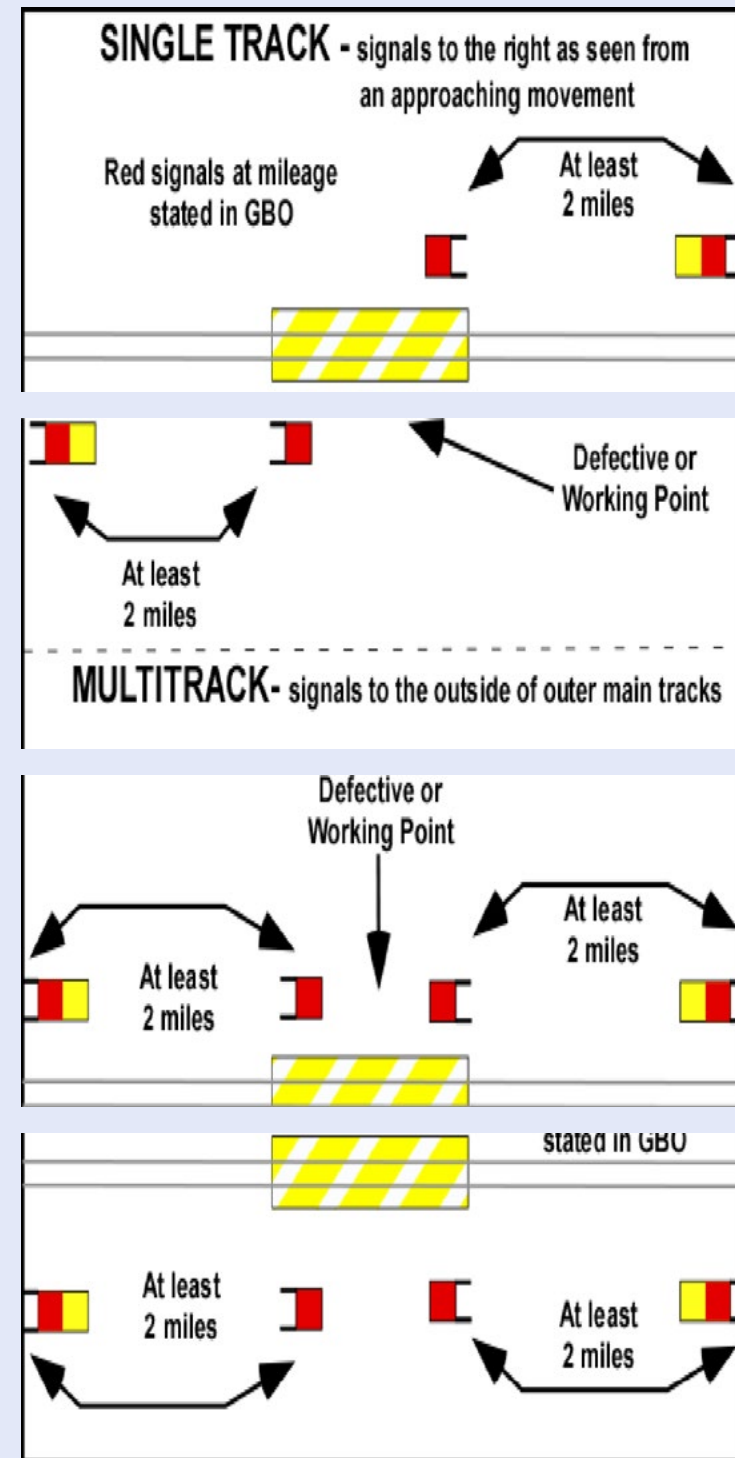 SINGLE TRACK - signals to the right as seen from
an approaching movement
Red signals at mileage
stated in GBO
At least
2 miles
Defective or
Working Point
At least
2 miles
MULTITRACK- signals to the outside of outer main tracks
Defective or
Working Point
At least
2 miles
At least
2 miles
stated in GBO
At least
2 miles
At least
2 miles